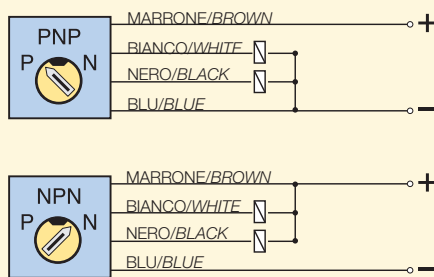 MARRONE/BROWN
+
PNP
BIANCO/WHITE
P N
NERO/BLACK
BLU/BLUE
−
MARRONE/BROWN
+
NPN
BIANCO/WHITE
P N
NERO/BLACK
BLU/BLUE
−